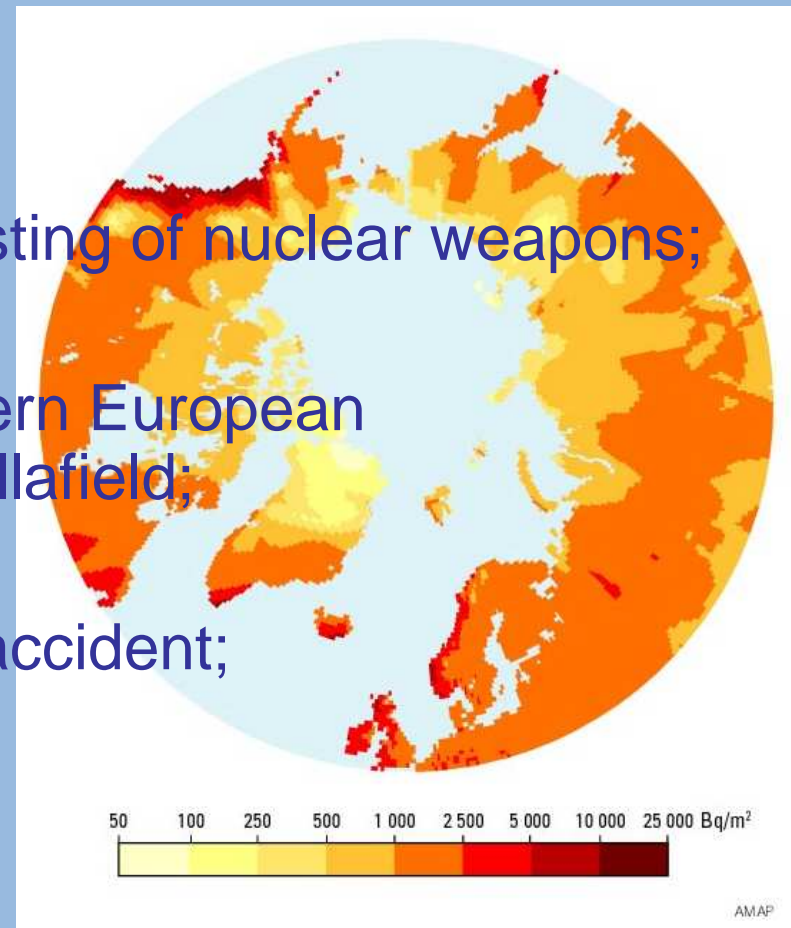 sting of nuclear weapons;
ern European
llafield;
accident;
50 100 250 500 1 000 2 500 5 000 10 000 25 000 Bq/m²
AMAP